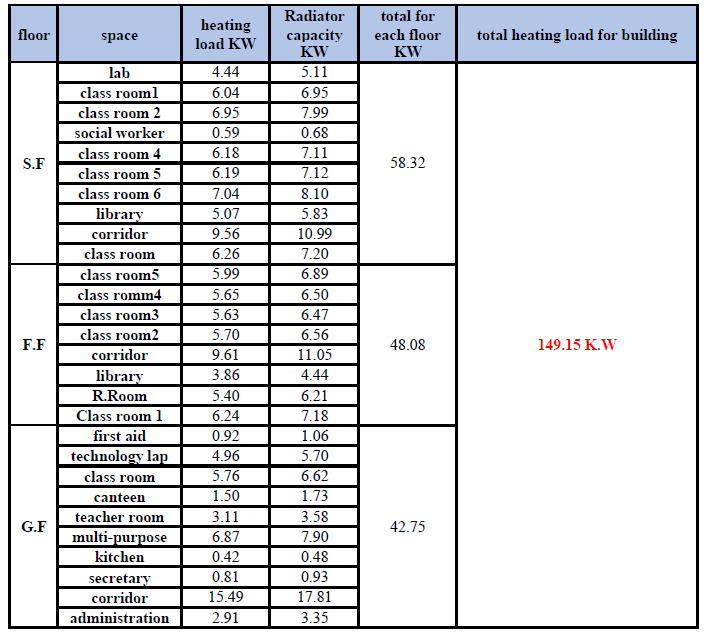 floor space heating load KW Radiator capacity KW total for each floor KW total heating load for building
S.F lab 4.44 5.11 58.32 149.15 K.W
class room1 6.04 6.95
class room 2 6.95 7.99
social worker 0.59 0.68
class room 4 6.18 7.11
class room 5 6.19 7.12
class room 6 7.04 8.10
library 5.07 5.83
corridor 9.56 10.99
class room 6.26 7.20
F.F class room5 5.99 6.89 48.08
class romm4 5.65 6.50
class room3 5.63 6.47
class room2 5.70 6.56
corridor 9.61 11.05
library 3.86 4.44
R.Room 5.40 6.21
Class room 1 6.24 7.18
G.F first aid 0.92 1.06 42.75
technology lap 4.96 5.70
class room 5.76 6.62
canteen 1.50 1.73
teacher room 3.11 3.58
multi-purpose 6.87 7.90
kitchen 0.42 0.48
secretary 0.81 0.93
corridor 15.49 17.81
administration 2.91 3.35